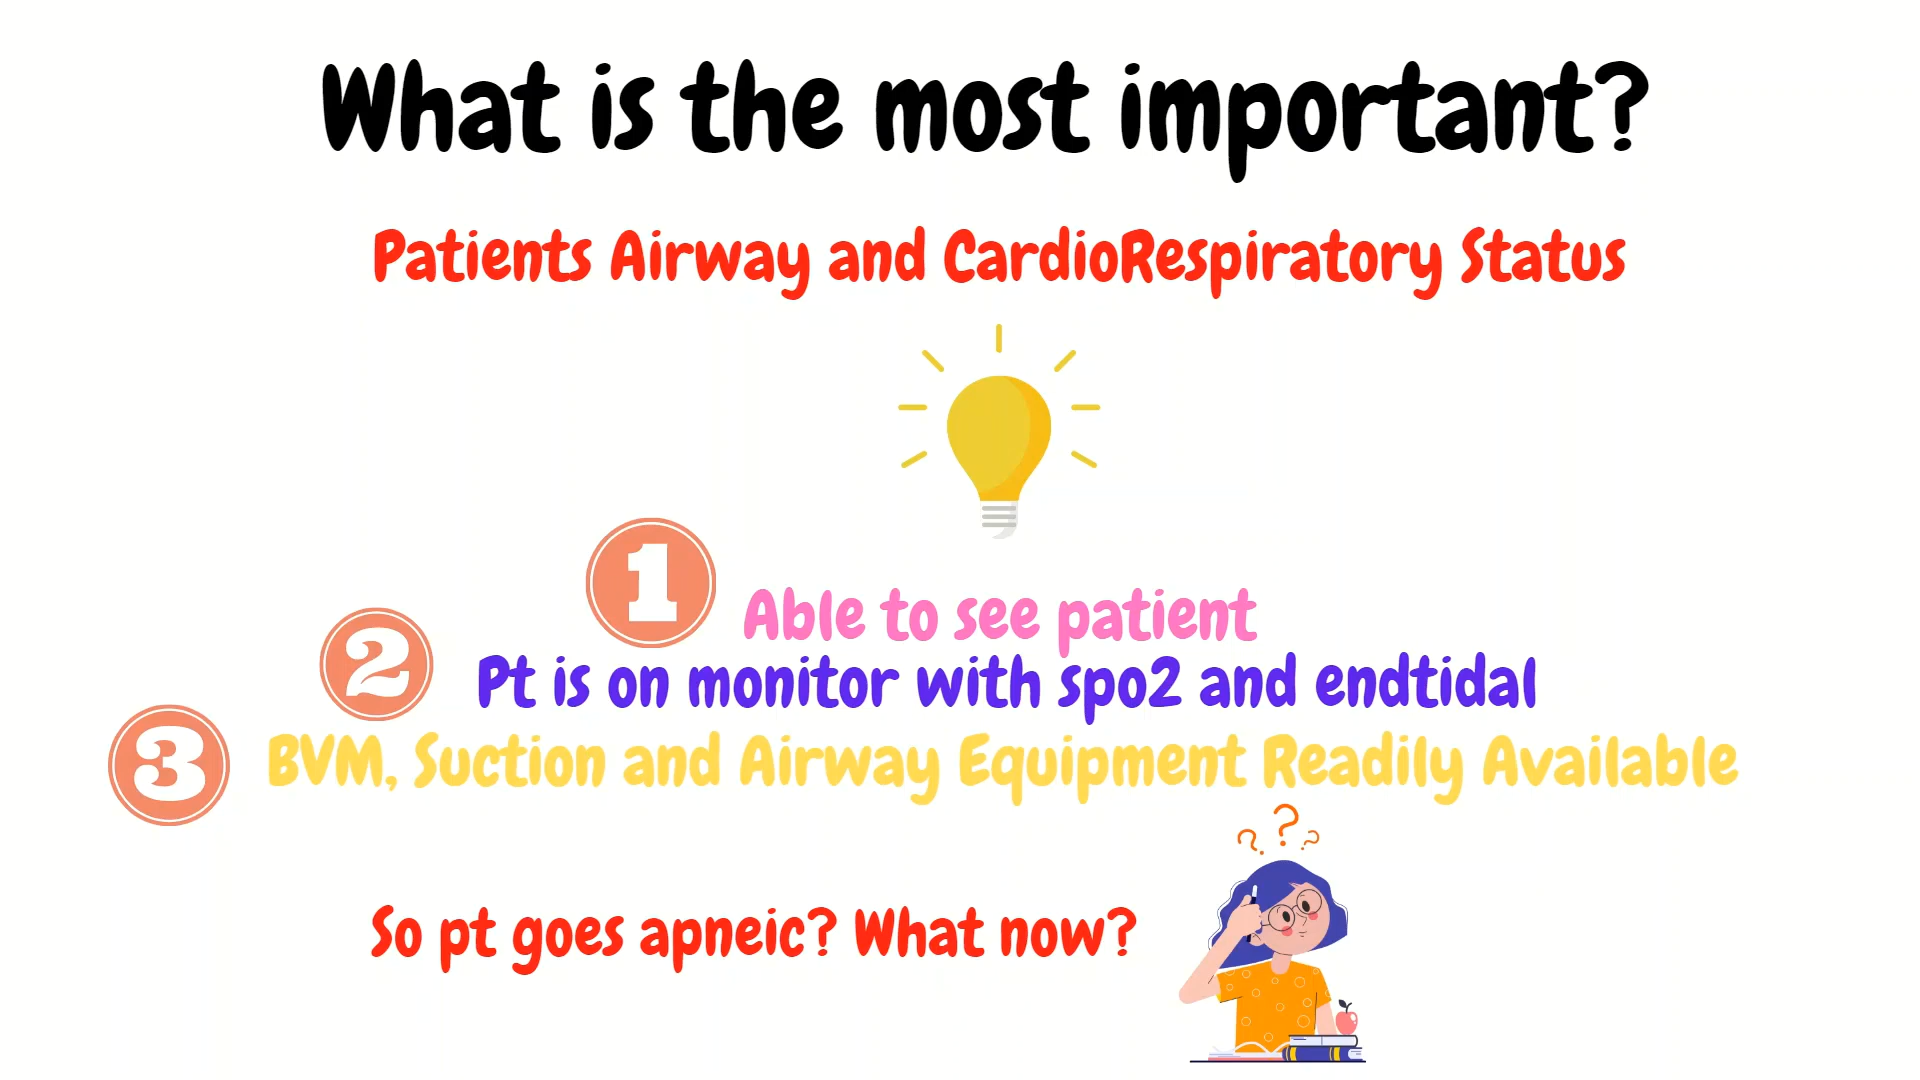 What is the most important?
Patients Airway and CardioRespiratory Status
1 Able to see patient
2 Pt is on monitor with spo2 and endtidal
3 BVM, Suction and Airway Equipment Readily Available
? ? ?
So pt goes apneic? What now?